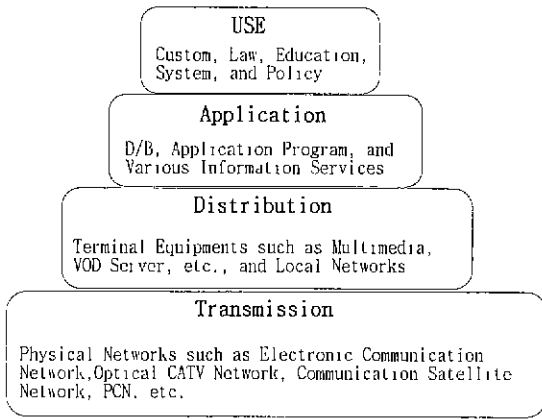 USE
Custom, Law, Education,
System, and Policy
Application
D/B, Application Program, and
Various Information Services
Distribution
Terminal Equipments such as Multimedia,
VOD Server, etc., and Local Networks
Transmission
Physical Networks such as Electronic Communication
Network,Optical CATV Network, Communication Satellite
Network, PCN. etc.